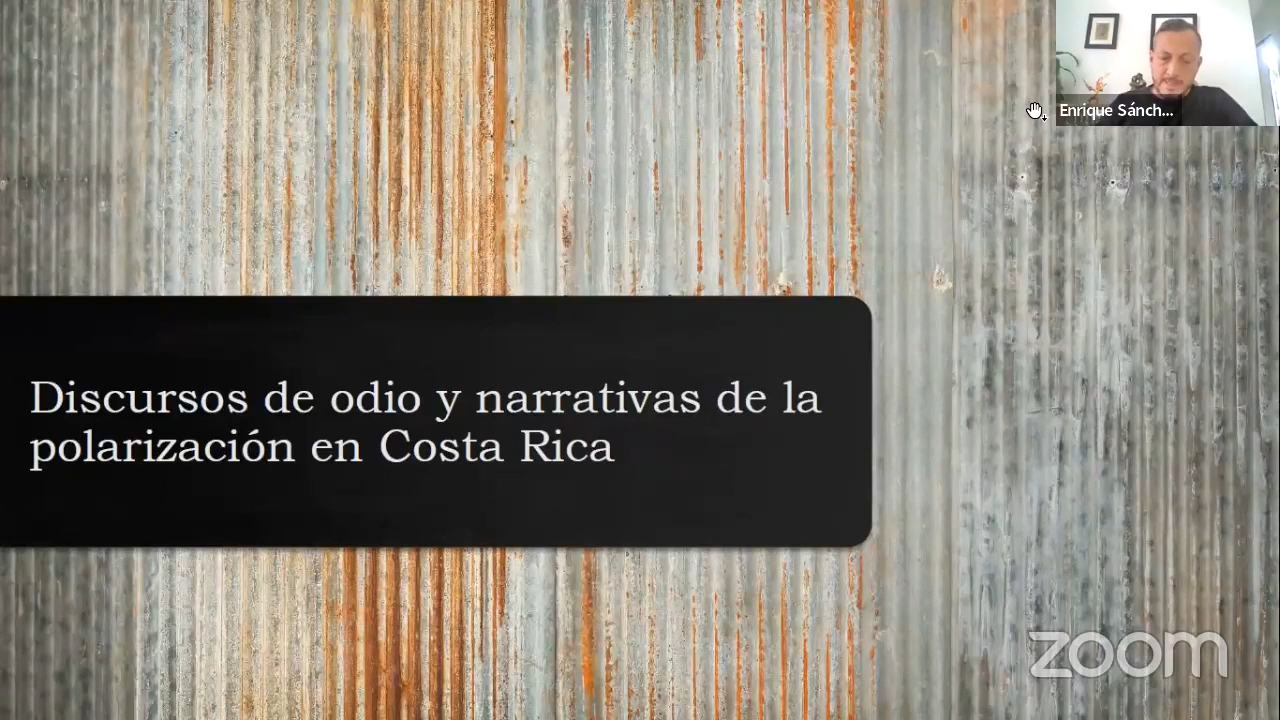 Enrique Sánch...
Discursos de odio y narrativas de la
polarización en Costa Rica
zoom